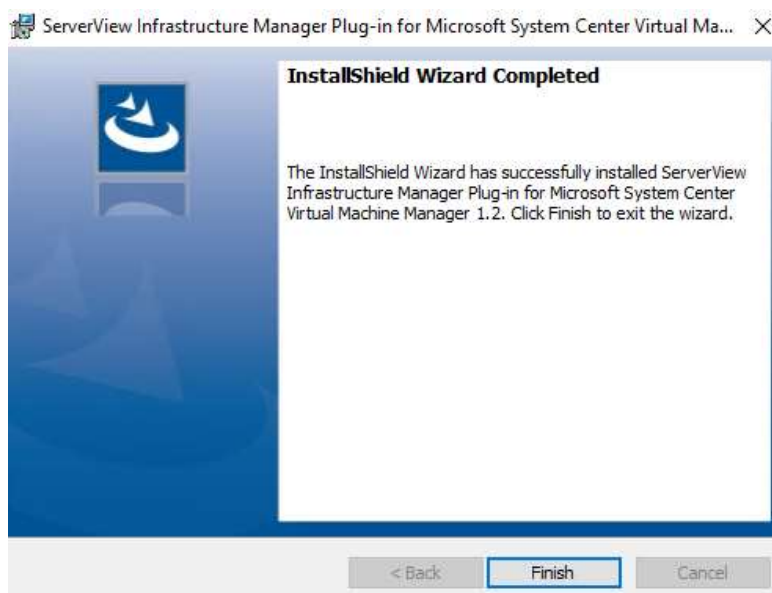 ServerView Infrastructure Manager Plug-in for Microsoft System Center Virtual Ma...
InstallShield Wizard Completed
The InstallShield Wizard has successfully installed ServerView
Infrastructure Manager Plug-in for Microsoft System Center
Virtual Machine Manager 1.2. Click Finish to exit the wizard.
< Back
Finish
Cancel